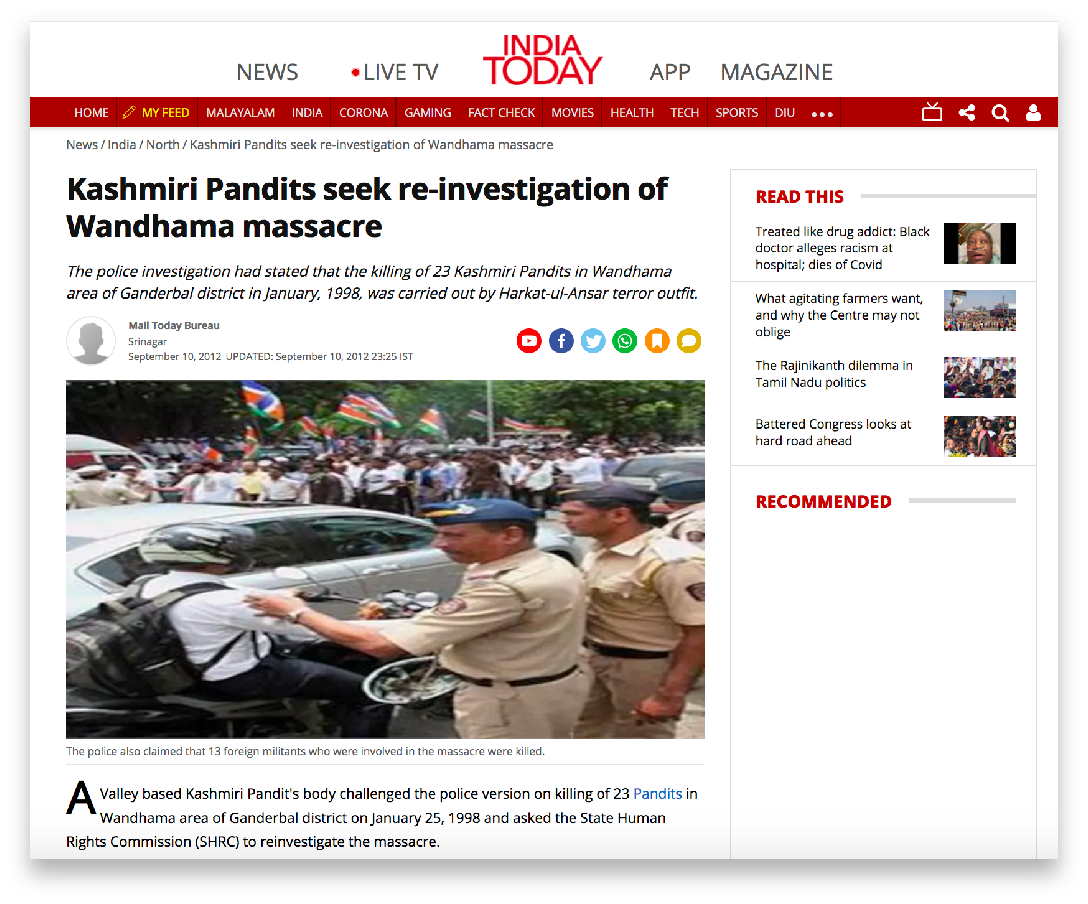 INDIA
TODAY
NEWS
LIVE TV
APP
MAGAZINE
HOME
MY FEED
MALAYALAM
INDIA
CORONA
GAMING
FACT CHECK
MOVIES
HEALTH
TECH
SPORTS
DIU
News / India / North / Kashmiri Pandits seek re-investigation of Wandhama massacre
Kashmiri Pandits seek re-investigation of
Wandhama massacre
The police investigation had stated that the killing of 23 Kashmiri Pandits in Wandhama
area of Ganderbal district in January, 1998, was carried out by Harkat-ul-Ansar terror outfit.
Mail Today Bureau
Srinagar
September 10, 2012 UPDATED: September 10, 2012 23:25 IST
The police also claimed that 13 foreign militants who were involved in the massacre were killed.
A Valley based Kashmiri Pandit's body challenged the police version on killing of 23 Pandits in
Wandhama area of Ganderbal district on January 25, 1998 and asked the State Human
Rights Commission (SHRC) to reinvestigate the massacre.
READ THIS
Treated like drug addict: Black
doctor alleges racism at
hospital; dies of Covid
What agitating farmers want,
and why the Centre may not
oblige
The Rajinikanth dilemma in
Tamil Nadu politics
Battered Congress looks at
hard road ahead
RECOMMENDED